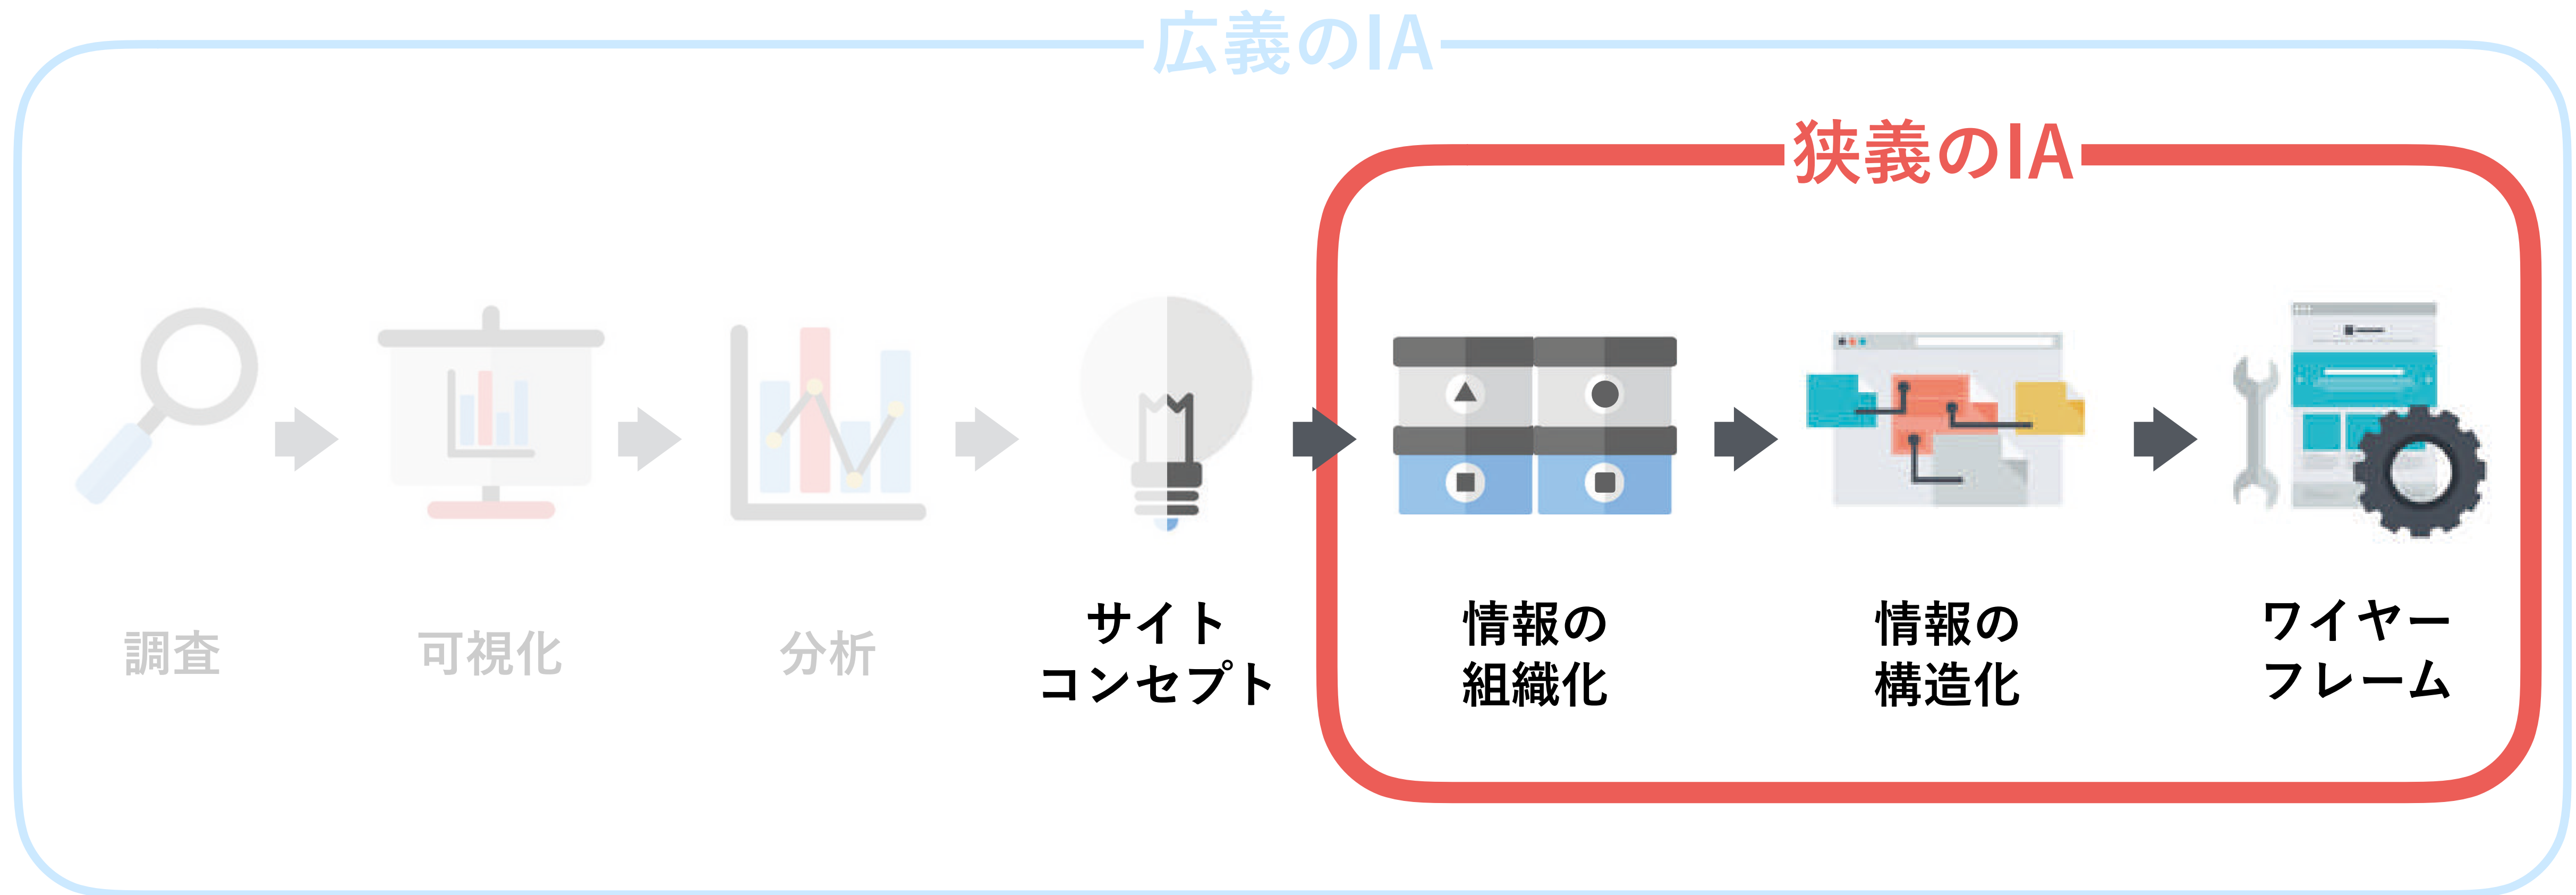 広義のIA
狭義のIA
調査
可視化
分析
サイト
コンセプト
情報の
組織化
情報の
構造化
ワイヤー
フレーム